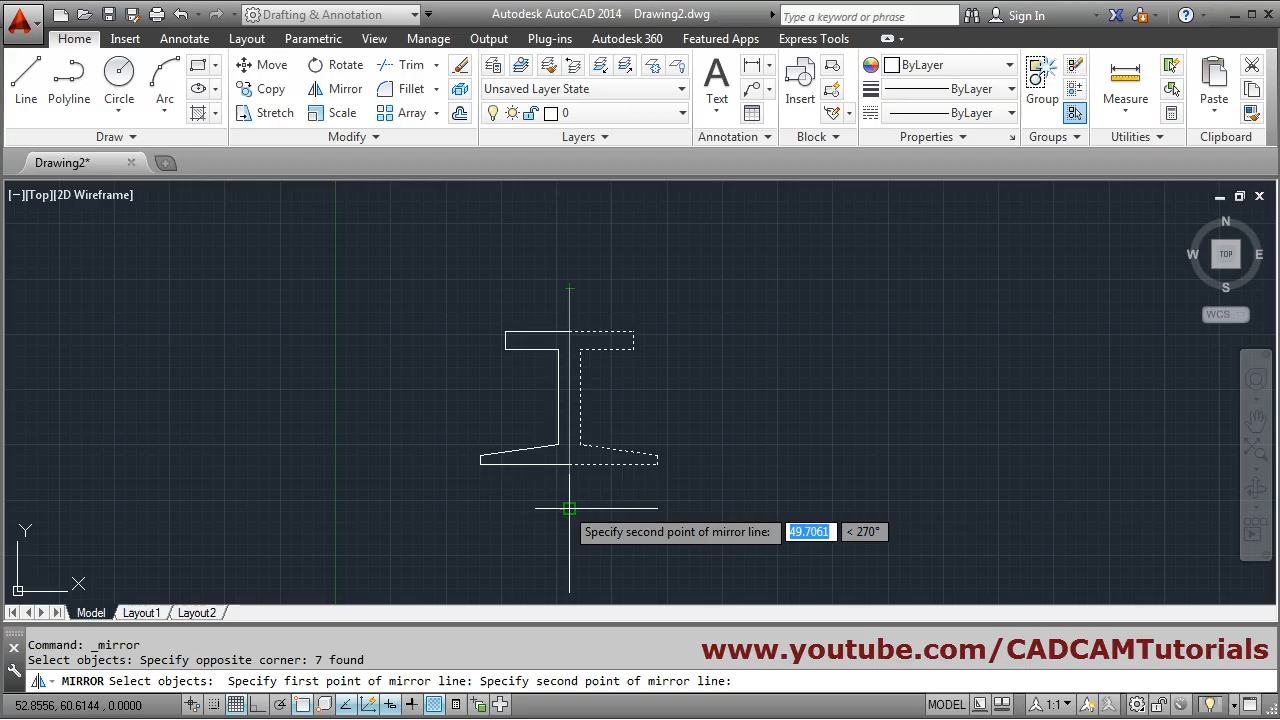 Drafting & Annotation
Autodesk AutoCAD 2014 Drawing2.dwg
Type a keyword or phrase
Sign In
Home Insert Annotate Layout Parametric View Manage Output Plug-ins Autodesk 360 Featured Apps Express Tools
Line
Polyline
Circle
Arc
Draw
Move Rotate Trim
Copy Mirror Fillet
Stretch Scale Array
Modify
Unsaved Layer State
0
Layers
Text
Annotation
Insert
Block
ByLayer
ByLayer
ByLayer
Properties
Group
Groups
Measure
Utilities
Paste
Clipboard
Drawing2*
[−][Top][2D Wireframe]
N
W TOP E
S
WCS
Specify second point of mirror line: 49.7061 < 270°
Y
X
Model Layout1 Layout2
Command: _mirror
Select objects: Specify opposite corner: 7 found
MIRROR Select objects: Specify first point of mirror line: Specify second point of mirror line:
www.youtube.com/CADCAMTutorials
52.8556, 60.6144, 0.0000
MODEL
1:1